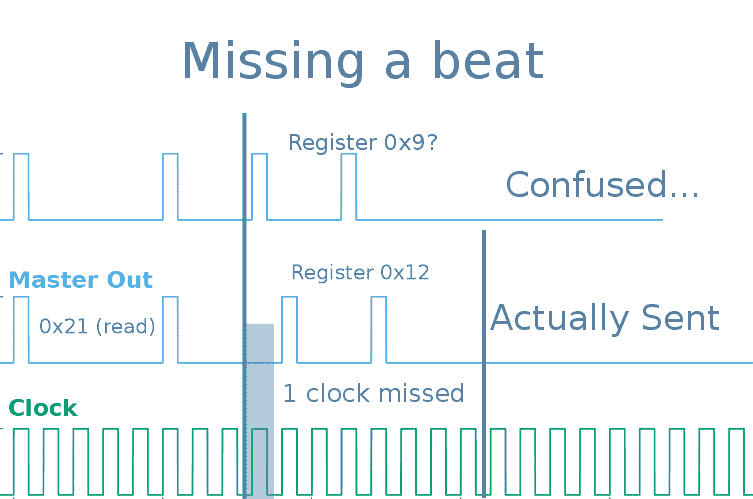 Missing a beat
Register 0x9?
Confused...
Master Out
Register 0x12
0x21 (read)
Actually Sent
1 clock missed
Clock